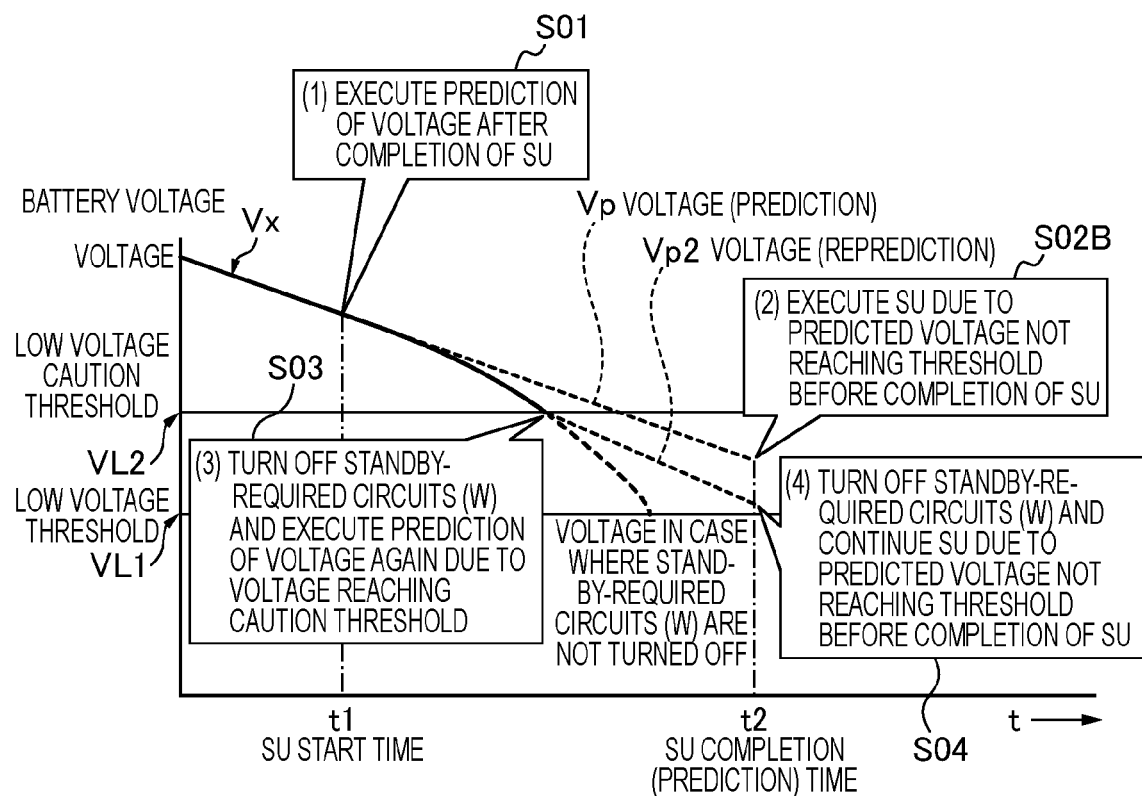 S01
(1) EXECUTE PREDICTION
OF VOLTAGE AFTER
COMPLETION OF SU
BATTERY VOLTAGE
Vx
Vp VOLTAGE (PREDICTION)
Vp2 VOLTAGE (REPREDICTION)
S02B
VOLTAGE
(2) EXECUTE SU DUE TO
PREDICTED VOLTAGE NOT
REACHING THRESHOLD
BEFORE COMPLETION OF SU
LOW VOLTAGE
CAUTION
THRESHOLD
VL2
S03
(3) TURN OFF STANDBY-
REQUIRED CIRCUITS (W)
AND EXECUTE PREDICTION
OF VOLTAGE AGAIN DUE TO
VOLTAGE REACHING
CAUTION THRESHOLD
LOW VOLTAGE
THRESHOLD
VL1
VOLTAGE IN CASE
WHERE STAND-
BY-REQUIRED
CIRCUITS (W) ARE
NOT TURNED OFF
(4) TURN OFF STANDBY-RE-
QUIRED CIRCUITS (W) AND
CONTINUE SU DUE TO
PREDICTED VOLTAGE NOT
REACHING THRESHOLD
BEFORE COMPLETION OF SU
S04
t1
SU START TIME
t2
SU COMPLETION
(PREDICTION) TIME
t